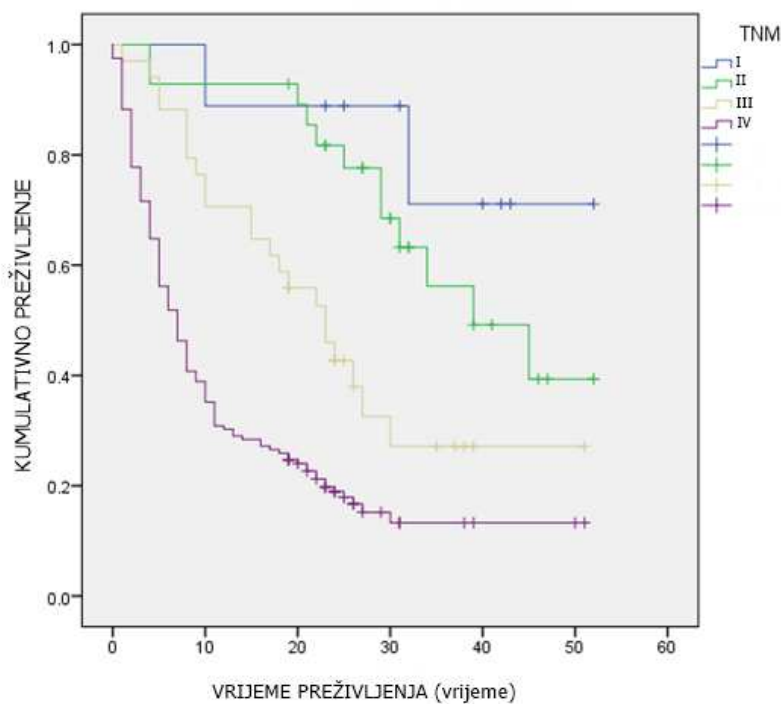 TNM
I
II
III
IV
KUMULATIVNO PREŽIVLJENJE
1.0
0.8
0.6
0.4
0.2
0.0
0 10 20 30 40 50 60
VRIJEME PREŽIVLJENJA (vrijeme)